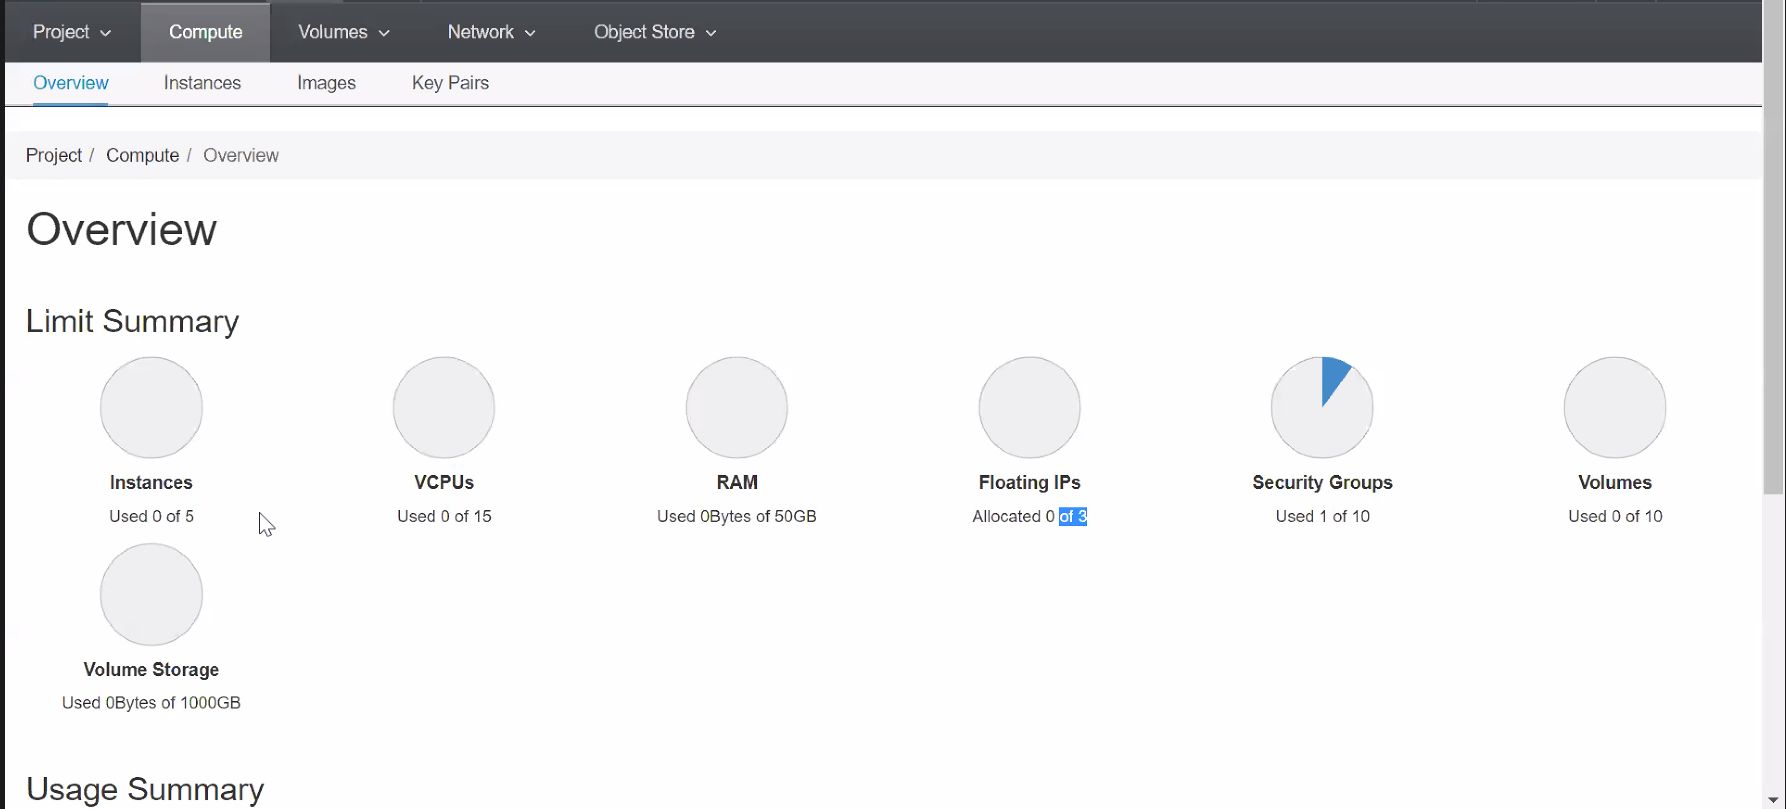 Project Compute Volumes Network Object Store
Overview Instances Images Key Pairs
Project / Compute / Overview
Overview
Limit Summary
Instances VCPUs RAM Floating IPs Security Groups Volumes
Used 0 of 5 Used 0 of 15 Used 0Bytes of 50GB Allocated 0 of 3 Used 1 of 10 Used 0 of 10
Volume Storage
Used 0Bytes of 1000GB
Usage Summary